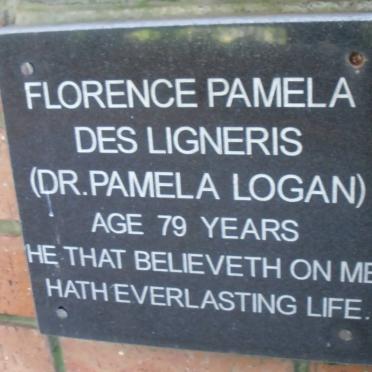 FLORENCE PAMELA
DES LIGNERIS
(DR.PAMELA LOGAN)
AGE 79 YEARS
HE THAT BELIEVETH ON ME
HATH EVERLASTING LIFE.